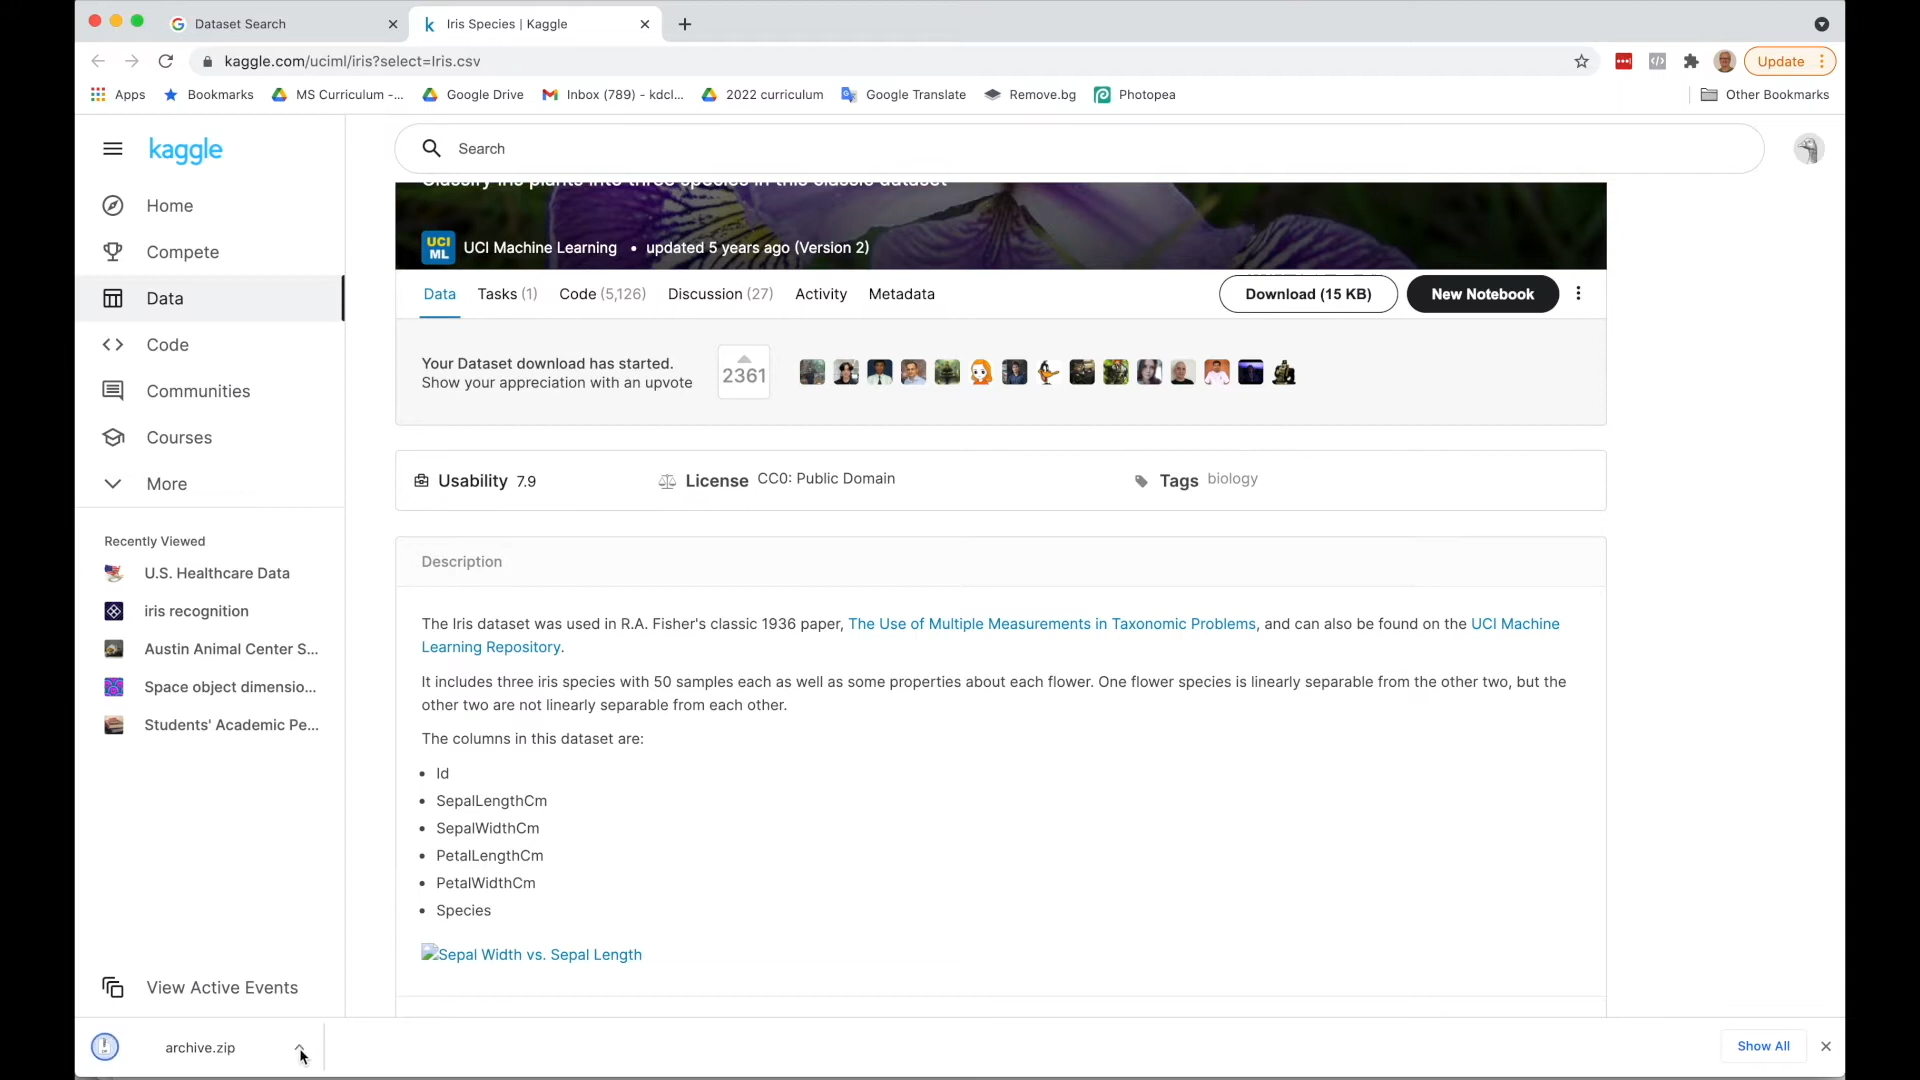 Dataset Search
Iris Species | Kaggle
kaggle.com/uciml/iris?select=Iris.csv
Update
Apps
Bookmarks
MS Curriculum -...
Google Drive
Inbox (789) - kdcl...
2022 curriculum
Google Translate
Remove.bg
Photopea
Other Bookmarks
kaggle
Search
Home
Compete
Data
Code
Communities
Courses
More
Recently Viewed
U.S. Healthcare Data
iris recognition
Austin Animal Center S...
Space object dimensio...
Students' Academic Pe...
View Active Events
Classify iris plants into three species in this classic dataset
UCI ML
UCI Machine Learning • updated 5 years ago (Version 2)
Data Tasks (1) Code (5,126) Discussion (27) Activity Metadata
Download (15 KB)
New Notebook
Your Dataset download has started.
Show your appreciation with an upvote
2361
Usability 7.9
License CC0: Public Domain
Tags biology
Description
The Iris dataset was used in R.A. Fisher's classic 1936 paper, The Use of Multiple Measurements in Taxonomic Problems, and can also be found on the UCI Machine
Learning Repository.
It includes three iris species with 50 samples each as well as some properties about each flower. One flower species is linearly separable from the other two, but the
other two are not linearly separable from each other.
The columns in this dataset are:
• Id
• SepalLengthCm
• SepalWidthCm
• PetalLengthCm
• PetalWidthCm
• Species
Sepal Width vs. Sepal Length
archive.zip
Show All